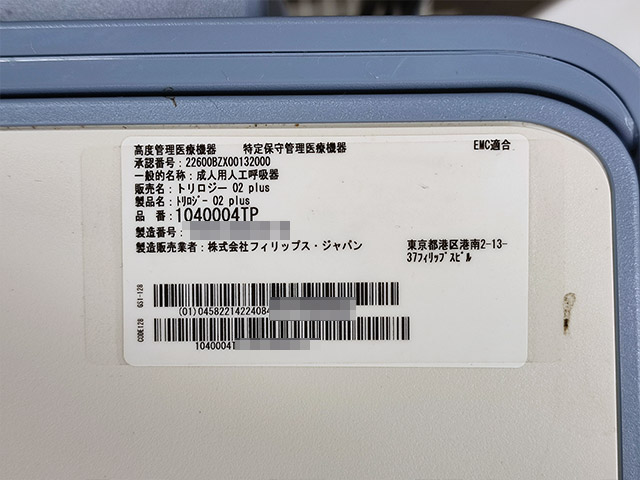 高度管理医療機器　特定保守管理医療機器　EMC適合
承認番号：22600BZX00132000
一般的名称：成人用人工呼吸器
販売名：トリロジー O2 plus
製品名：ﾄﾘﾛｼﾞｰ O2 plus
品　番：1040004TP
製造番号：
製造販売業者：株式会社フィリップス・ジャパン　東京都港区港南2-13-
37ﾌｨﾘｯﾌﾟｽﾋﾞﾙ
GS1-128
(01)04582214224084
CODE128
1040004T